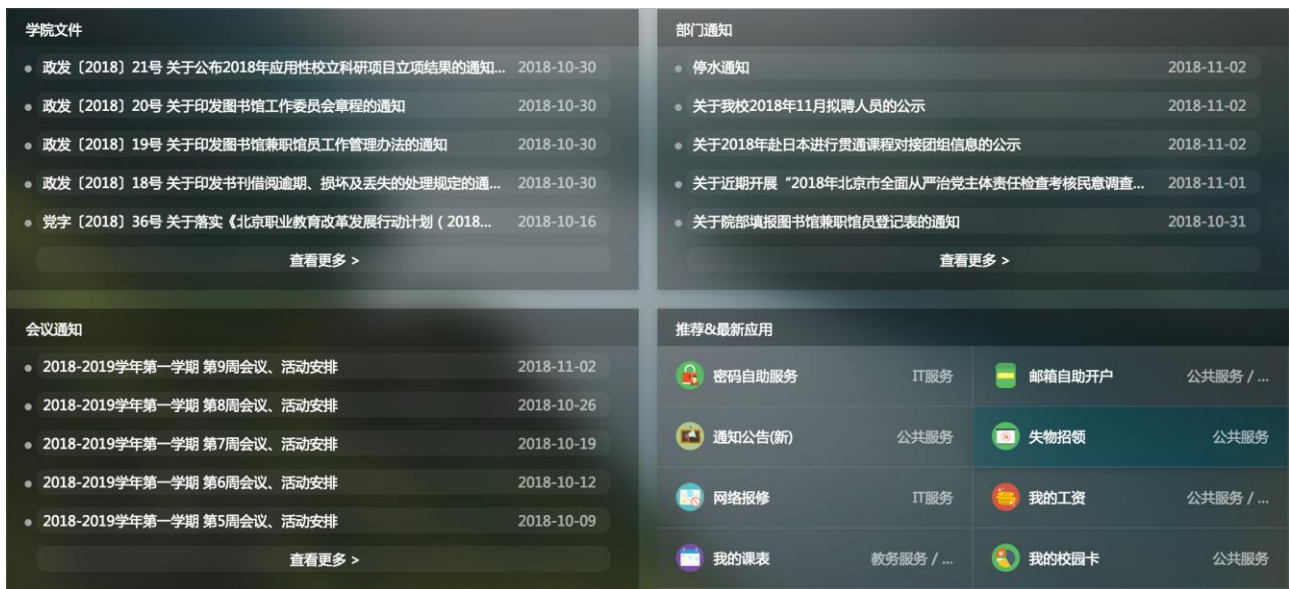 学院文件
政发〔2018〕21号 关于公布2018年应用性校立科研项目立项结果的通知... 2018-10-30
政发〔2018〕20号 关于印发图书馆工作委员会章程的通知 2018-10-30
政发〔2018〕19号 关于印发图书馆兼职馆员工作管理办法的通知 2018-10-30
政发〔2018〕18号 关于印发书刊借阅逾期、损坏及丢失的处理规定的通... 2018-10-30
党字〔2018〕36号 关于落实《北京职业教育改革发展行动计划（2018... 2018-10-16
查看更多 >
部门通知
停水通知 2018-11-02
关于我校2018年11月拟聘人员的公示 2018-11-02
关于2018年赴日本进行贯通课程对接团组信息的公示 2018-11-02
关于近期开展“2018年北京市全面从严治党主体责任检查考核民意调查... 2018-11-01
关于院部填报图书馆兼职馆员登记表的通知 2018-10-31
查看更多 >
会议通知
2018-2019学年第一学期 第9周会议、活动安排 2018-11-02
2018-2019学年第一学期 第8周会议、活动安排 2018-10-26
2018-2019学年第一学期 第7周会议、活动安排 2018-10-19
2018-2019学年第一学期 第6周会议、活动安排 2018-10-12
2018-2019学年第一学期 第5周会议、活动安排 2018-10-09
查看更多 >
推荐&最新应用
密码自助服务 IT服务 邮箱自助开户 公共服务 / ...
通知公告(新) 公共服务 失物招领 公共服务
网络报修 IT服务 我的工资 公共服务 / ...
我的课表 教务服务 / ... 我的校园卡 公共服务